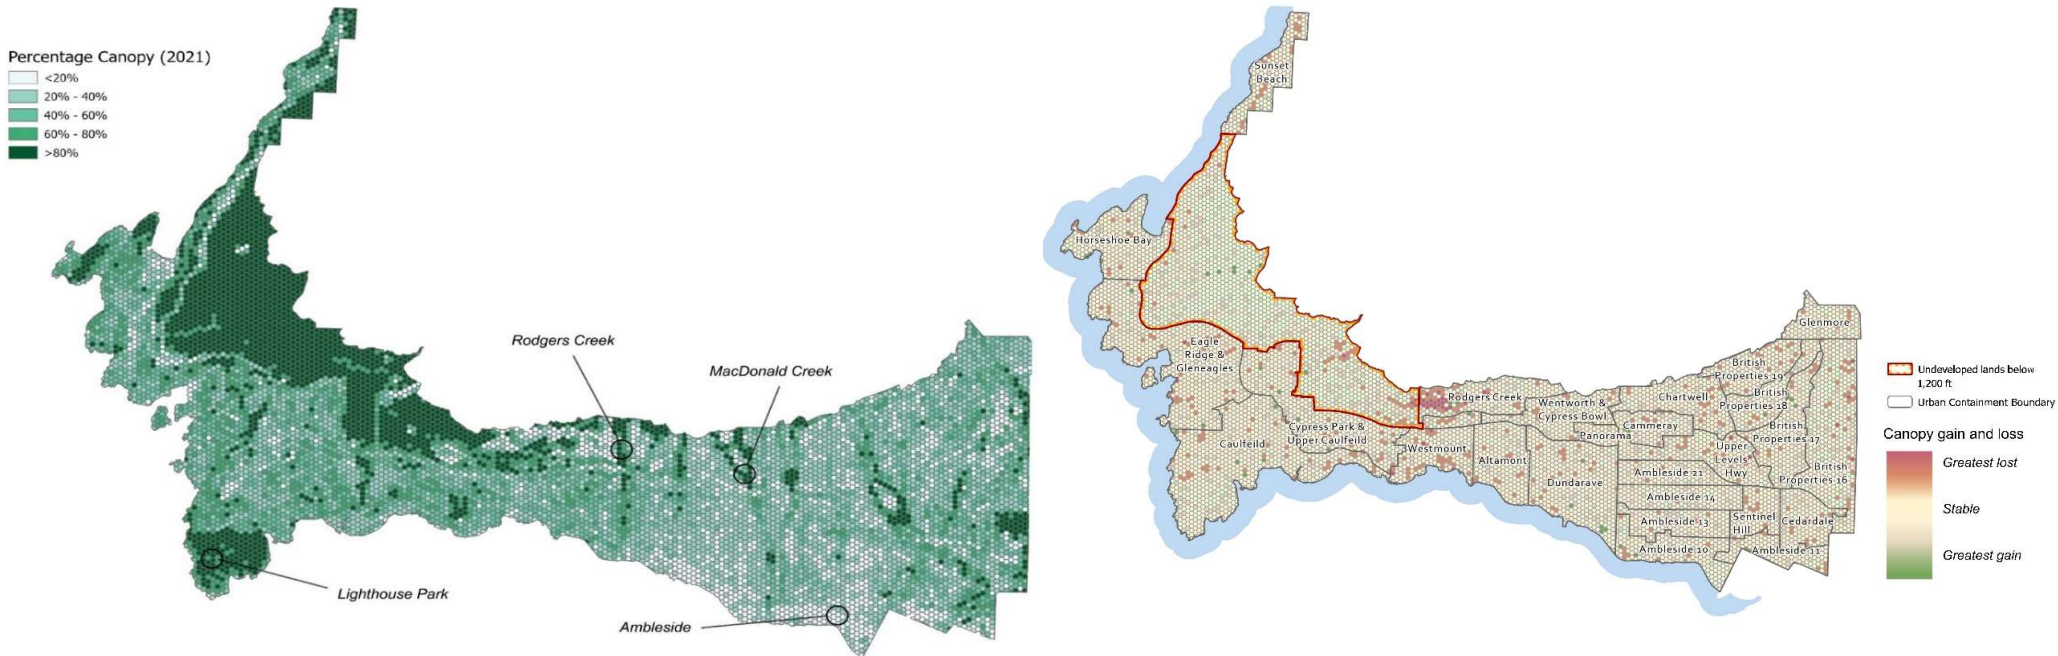 Percentage Canopy (2021)
<20%
20% - 40%
40% - 60%
60% - 80%
>80%
Rodgers Creek
MacDonald Creek
Lighthouse Park
Ambleside
Sunset
Beach
Horseshoe Bay
Eagle
Ridge &
Gleneagles
Caulfeild
Cypress Park &
Upper Caulfeild
Westmount
Rodgers Creek
Altamont
Wentworth &
Cypress Bowl
Panorama
Cammeray
Chartwell
Dundarave
Glenmore
British
Properties 19
British
Properties 18
British
Properties 17
Upper
Levels
Hwy
British
Properties 16
Ambleside 21
Ambleside 14
Ambleside 13
Sentinel
Hill
Cedardale
Ambleside 10
Ambleside 11
Undeveloped lands below
1,200 ft
Urban Containment Boundary
Canopy gain and loss
Greatest lost
Stable
Greatest gain